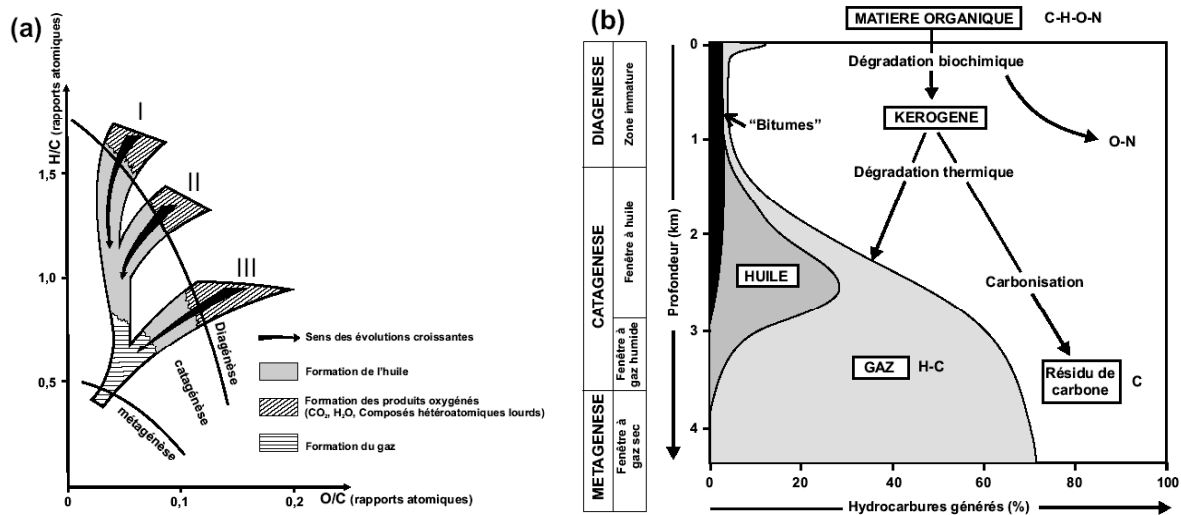 (a)
H/C (rapports atomiques)
1,5
1,0
0,5
0
0,1
0,2
O/C (rapports atomiques)
I
II
III
Diagénèse
catagénèse
métagénèse
Sens des évolutions croissantes
Formation de l'huile
Formation des produits oxygénés
(CO₂, H₂O, Composés hétéroatomiques lourds)
Formation du gaz
(b)
MATIERE ORGANIQUE C-H-O-N
DIAGENESE
Zone immature
CATAGENESE
Fenêtre à huile
Fenêtre à
gaz humide
METAGENESE
Fenêtre à
gaz sec
Profondeur (km)
0
1
2
3
4
Dégradation biochimique
KEROGENE
"Bitumes"
O-N
Dégradation thermique
HUILE
Carbonisation
GAZ H-C
Résidu de
carbone C
0 20 40 60 80 100
Hydrocarbures générés (%)